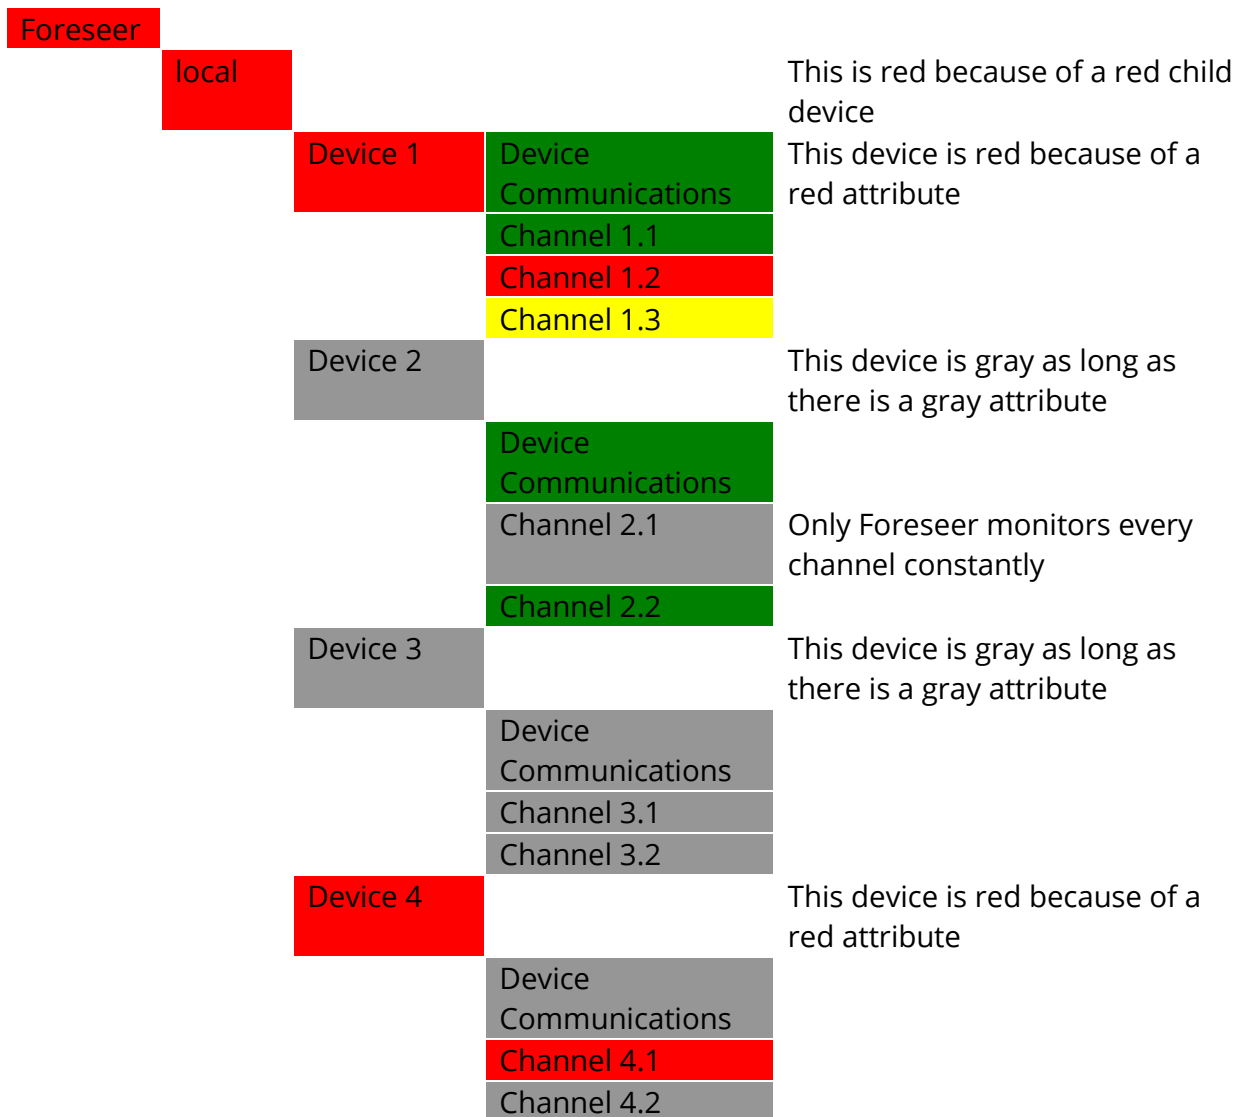 Foreseer
local
This is red because of a red child
device
Device 1
Device
Communications
This device is red because of a
red attribute
Channel 1.1
Channel 1.2
Channel 1.3
Device 2
This device is gray as long as
there is a gray attribute
Device
Communications
Channel 2.1
Only Foreseer monitors every
channel constantly
Channel 2.2
Device 3
This device is gray as long as
there is a gray attribute
Device
Communications
Channel 3.1
Channel 3.2
Device 4
This device is red because of a
red attribute
Device
Communications
Channel 4.1
Channel 4.2